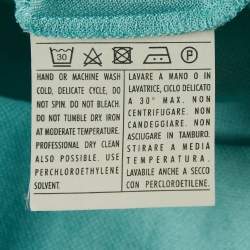 30
P
HAND OR MACHINE WASH
COLD, DELICATE CYCLE, DO
NOT SPIN. DO NOT BLEACH.
DO NOT TUMBLE DRY. IRON
AT MODERATE TEMPERATURE.
PROFESSIONAL DRY CLEAN
ALSO POSSIBLE. USE
PERCHLOROETHYLENE
SOLVENT.
LAVARE A MANO O IN
LAVATRICE, CICLO DELICATO
A 30° MAX. NON
CENTRIFUGARE. NON
CANDEGGIARE. NON
ASCIUGARE IN TAMBURO.
STIRARE A MEDIA
TEMPERATURA.
LAVABILE ANCHE A SECCO
CON PERCLOROETILENE.